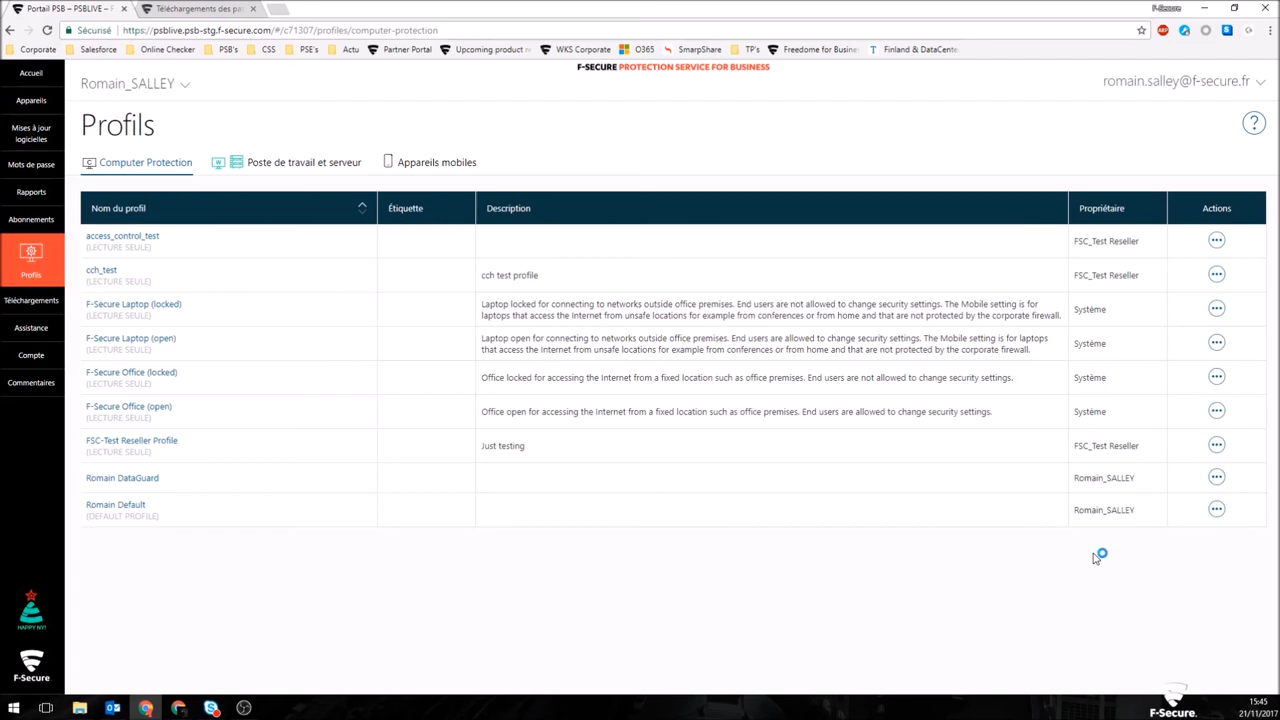 Portail PSB – PSBLIVE – F
Téléchargements des pa
F-Secure
Sécurisé
https://psblive.psb-stg.f-secure.com/#/c71307/profiles/computer-protection
Corporate
Salesforce
Online Checker
PSB's
CSS
PSE's
Actu
Partner Portal
Upcoming product re
WKS Corporate
O365
SmarpShare
TP's
Freedome for Busine
Finland & DataCente
Accueil
Appareils
Mises à jour
logicielles
Mots de passe
Rapports
Abonnements
Profils
Téléchargements
Assistance
Compte
Commentaires
HAPPY NY!
F-Secure.
F-SECURE PROTECTION SERVICE FOR BUSINESS
Romain_SALLEY
romain.salley@f-secure.fr
Profils
?
Computer Protection
Poste de travail et serveur
Appareils mobiles
Nom du profil
Étiquette
Description
Propriétaire
Actions
access_control_test
(LECTURE SEULE)
FSC_Test Reseller
cch_test
(LECTURE SEULE)
cch test profile
FSC_Test Reseller
F-Secure Laptop (locked)
(LECTURE SEULE)
Laptop locked for connecting to networks outside office premises. End users are not allowed to change security settings. The Mobile setting is for
laptops that access the Internet from unsafe locations for example from conferences or from home and that are not protected by the corporate firewall.
Système
F-Secure Laptop (open)
(LECTURE SEULE)
Laptop open for connecting to networks outside office premises. End users are allowed to change security settings. The Mobile setting is for laptops
that access the Internet from unsafe locations for example from conferences or from home and that are not protected by the corporate firewall.
Système
F-Secure Office (locked)
(LECTURE SEULE)
Office locked for accessing the Internet from a fixed location such as office premises. End users are not allowed to change security settings.
Système
F-Secure Office (open)
(LECTURE SEULE)
Office open for accessing the Internet from a fixed location such as office premises. End users are allowed to change security settings.
Système
FSC-Test Reseller Profile
(LECTURE SEULE)
Just testing
FSC_Test Reseller
Romain DataGuard
Romain_SALLEY
Romain Default
(DEFAULT PROFILE)
Romain_SALLEY
F-Secure.
15:45
21/11/2017